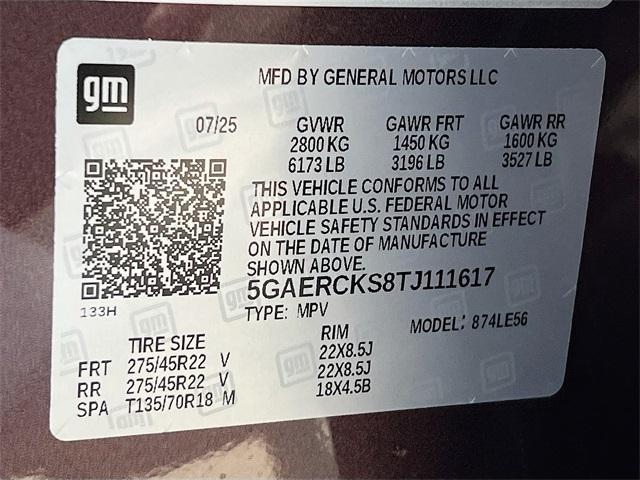 gm
MFD BY GENERAL MOTORS LLC
07/25 GVWR GAWR FRT GAWR RR
2800 KG 1450 KG 1600 KG
6173 LB 3196 LB 3527 LB
THIS VEHICLE CONFORMS TO ALL
APPLICABLE U.S. FEDERAL MOTOR
VEHICLE SAFETY STANDARDS IN EFFECT
ON THE DATE OF MANUFACTURE
SHOWN ABOVE.
5GAERCKS8TJ111617
133H
TYPE: MPV MODEL: 874LE56
TIRE SIZE RIM
FRT 275/45R22 V 22X8.5J
RR 275/45R22 V 22X8.5J
SPA T135/70R18 M 18X4.5B